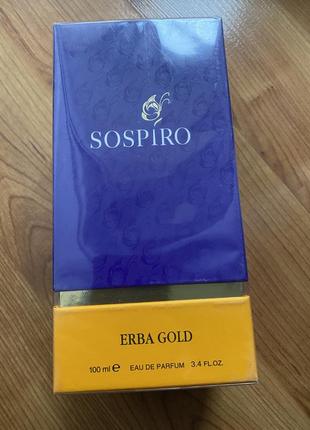 SOSPIRO
ERBA GOLD
100 ml ℮ EAU DE PARFUM 3.4 FL.OZ.